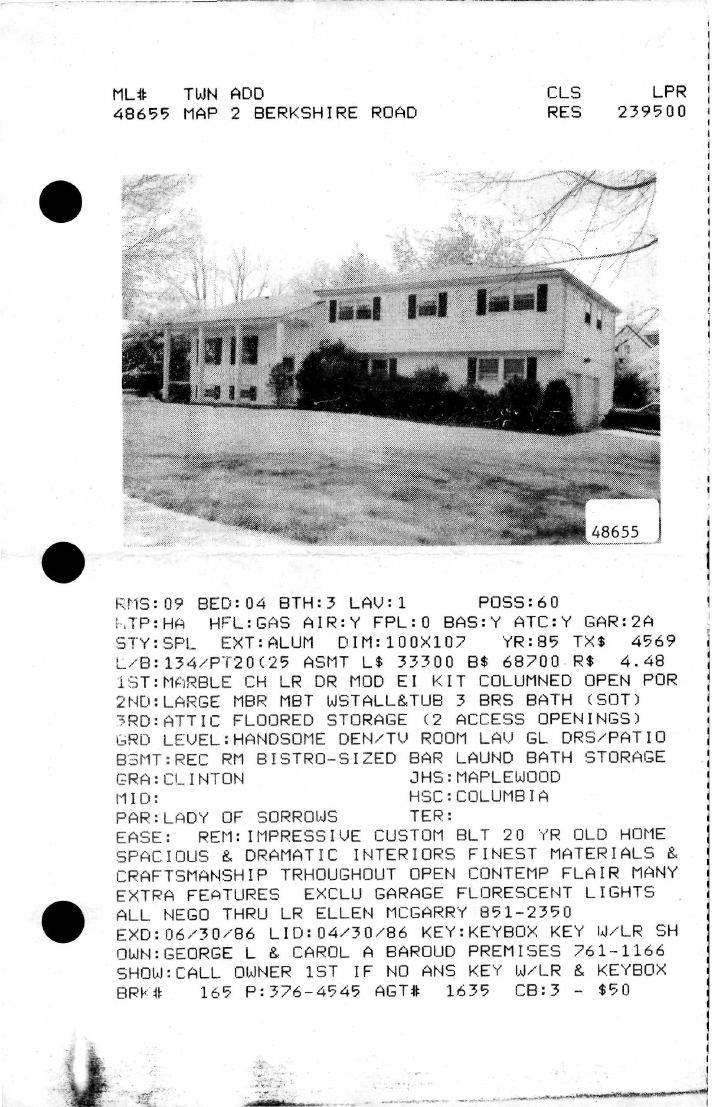 ML# TWN ADD CLS LPR
48655 MAP 2 BERKSHIRE ROAD RES 239500
48655
RMS:09 BED:04 BTH:3 LAV:1 POSS:60
HTP:HA HFL:GAS AIR:Y FPL:0 BAS:Y ATC:Y GAR:2A
STY:SPL EXT:ALUM DIM:100X107 YR:85 TX$ 4569
L/B:134/PT20(25 ASMT L$ 33300 B$ 68700 R$ 4.48
1ST:MARBLE CH LR DR MOD EI KIT COLUMNED OPEN POR
2ND:LARGE MBR MBT WSTALL&TUB 3 BRS BATH (SOT)
3RD:ATTIC FLOORED STORAGE (2 ACCESS OPENINGS)
GRD LEVEL:HANDSOME DEN/TV ROOM LAV GL DRS/PATIO
BSMT:REC RM BISTRO-SIZED BAR LAUND BATH STORAGE
GRA:CLINTON JHS:MAPLEWOOD
MID: HSC:COLUMBIA
PAR:LADY OF SORROWS TER:
EASE: REM:IMPRESSIVE CUSTOM BLT 20 YR OLD HOME
SPACIOUS & DRAMATIC INTERIORS FINEST MATERIALS &
CRAFTSMANSHIP TRHOUGHOUT OPEN CONTEMP FLAIR MANY
EXTRA FEATURES EXCLU GARAGE FLORESCENT LIGHTS
ALL NEGO THRU LR ELLEN MCGARRY 851-2350
EXD:06/30/86 LID:04/30/86 KEY:KEYBOX KEY W/LR SH
OWN:GEORGE L & CAROL A BAROUD PREMISES 761-1166
SHOW:CALL OWNER 1ST IF NO ANS KEY W/LR & KEYBOX
BRK# 165 P:376-4545 AGT# 1635 CB:3 - $50